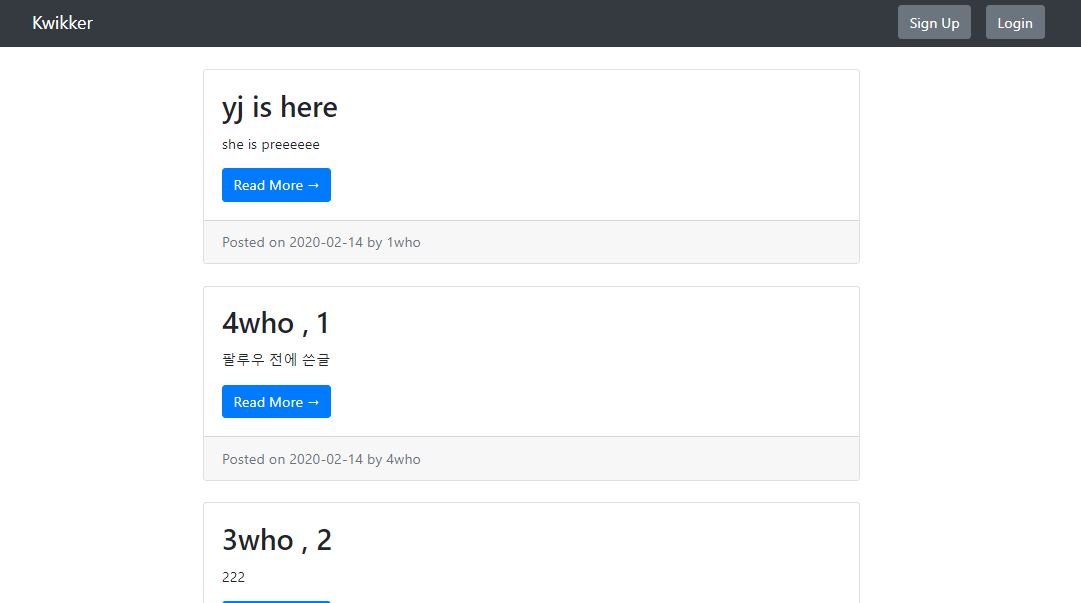 Kwikker
Sign Up
Login
yj is here
she is preeeeee
Read More →
Posted on 2020-02-14 by 1who
4who , 1
팔루우 전에 쓴글
Read More →
Posted on 2020-02-14 by 4who
3who , 2
222